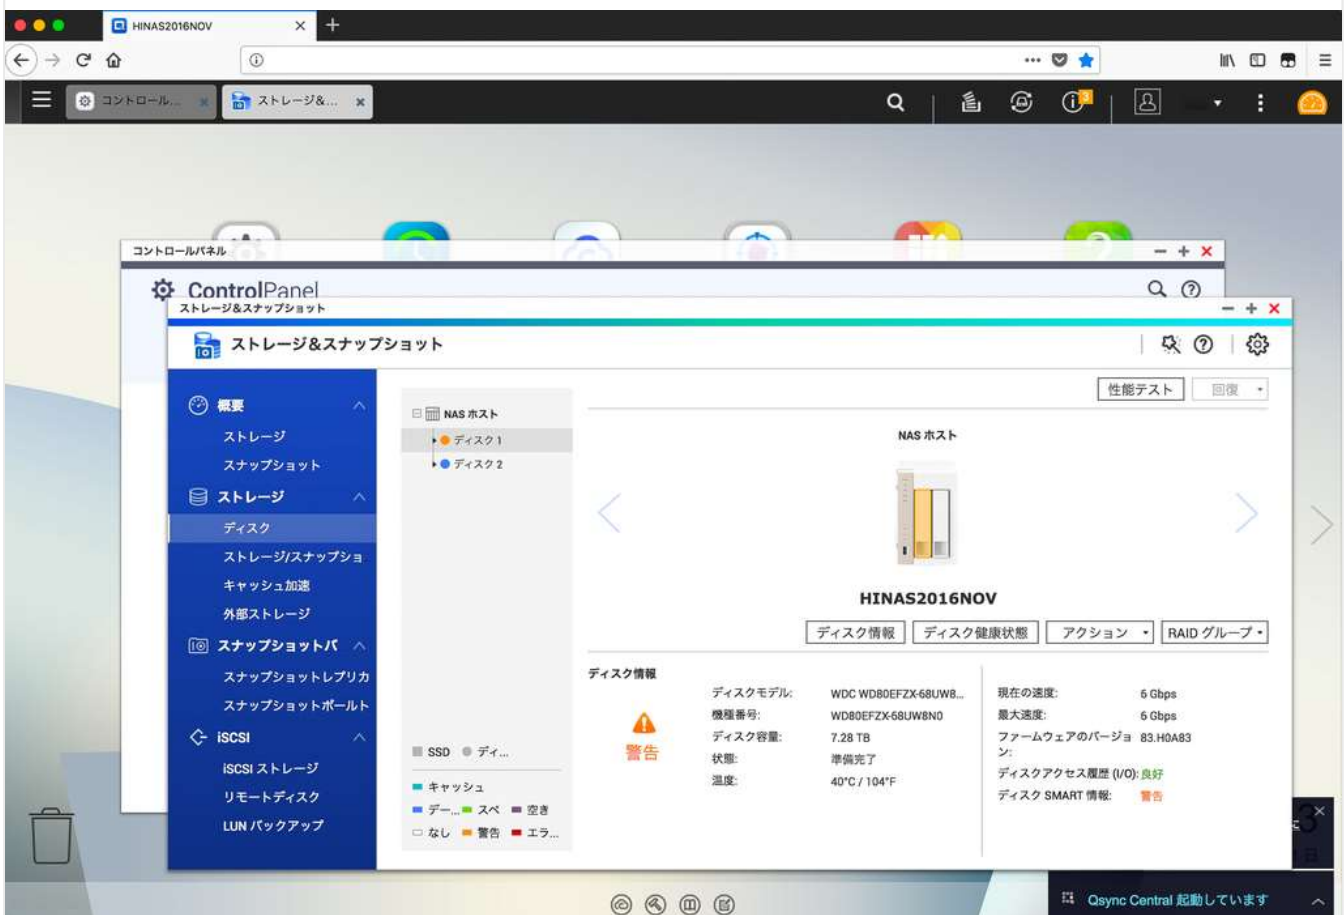 HINAS2016NOV
コントロール...
ストレージ&...
3
コントロールパネル
ControlPanel
ストレージ&スナップショット
ストレージ&スナップショット
概要
ストレージ
スナップショット
ストレージ
ディスク
ストレージ/スナップショ
キャッシュ加速
外部ストレージ
スナップショットバ
スナップショットレプリカ
スナップショットボールト
iSCSI
iSCSI ストレージ
リモートディスク
LUN バックアップ
NAS ホスト
ディスク 1
ディスク 2
SSD ディ...
キャッシュ
デー... スペ 空き
なし 警告 エラ...
性能テスト 回復
NAS ホスト
HINAS2016NOV
ディスク情報 ディスク健康状態 アクション RAID グループ
ディスク情報
警告
ディスクモデル: WDC WD80EFZX-68UW8...
機種番号: WD80EFZX-68UW8N0
ディスク容量: 7.28 TB
状態: 準備完了
温度: 40°C / 104°F
現在の速度: 6 Gbps
最大速度: 6 Gbps
ファームウェアのバージョン: 83.H0A83
ディスクアクセス履歴 (I/O): 良好
ディスク SMART 情報: 警告
3
に
日
Qsync Central 起動しています